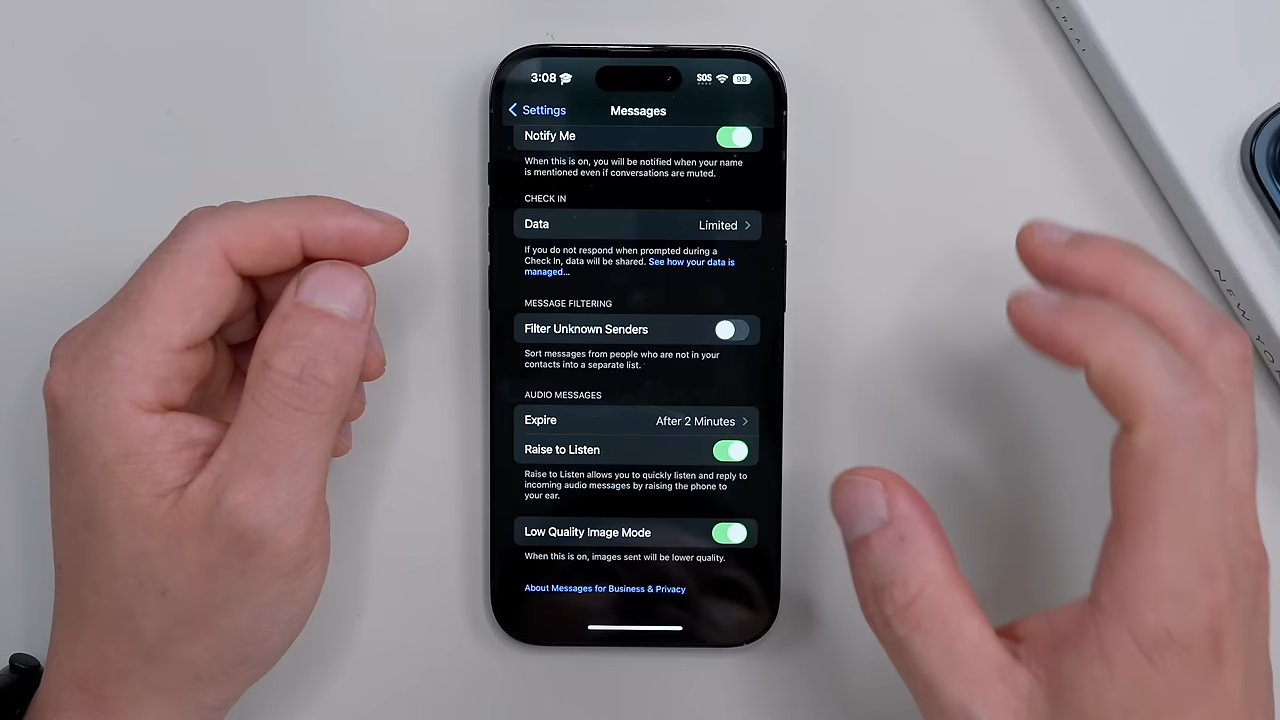 3:08 SOS 98
Settings Messages
Notify Me
When this is on, you will be notified when your name
is mentioned even if conversations are muted.
CHECK IN
Data Limited
If you do not respond when prompted during a
Check In, data will be shared. See how your data is
managed...
MESSAGE FILTERING
Filter Unknown Senders
Sort messages from people who are not in your
contacts into a separate list.
AUDIO MESSAGES
Expire After 2 Minutes
Raise to Listen
Raise to Listen allows you to quickly listen and reply to
incoming audio messages by raising the phone to
your ear.
Low Quality Image Mode
When this is on, images sent will be lower quality.
About Messages for Business & Privacy
NEW YO